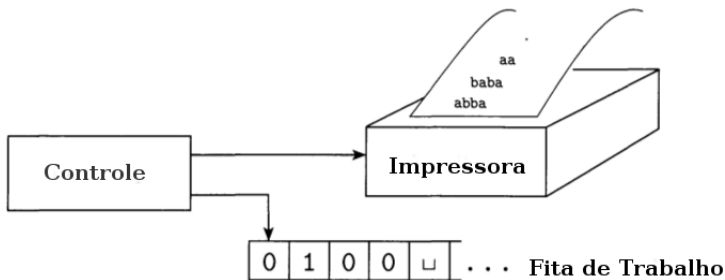 aa
baba
abba
Controle
Impressora
0 1 0 0 ␣ ... Fita de Trabalho